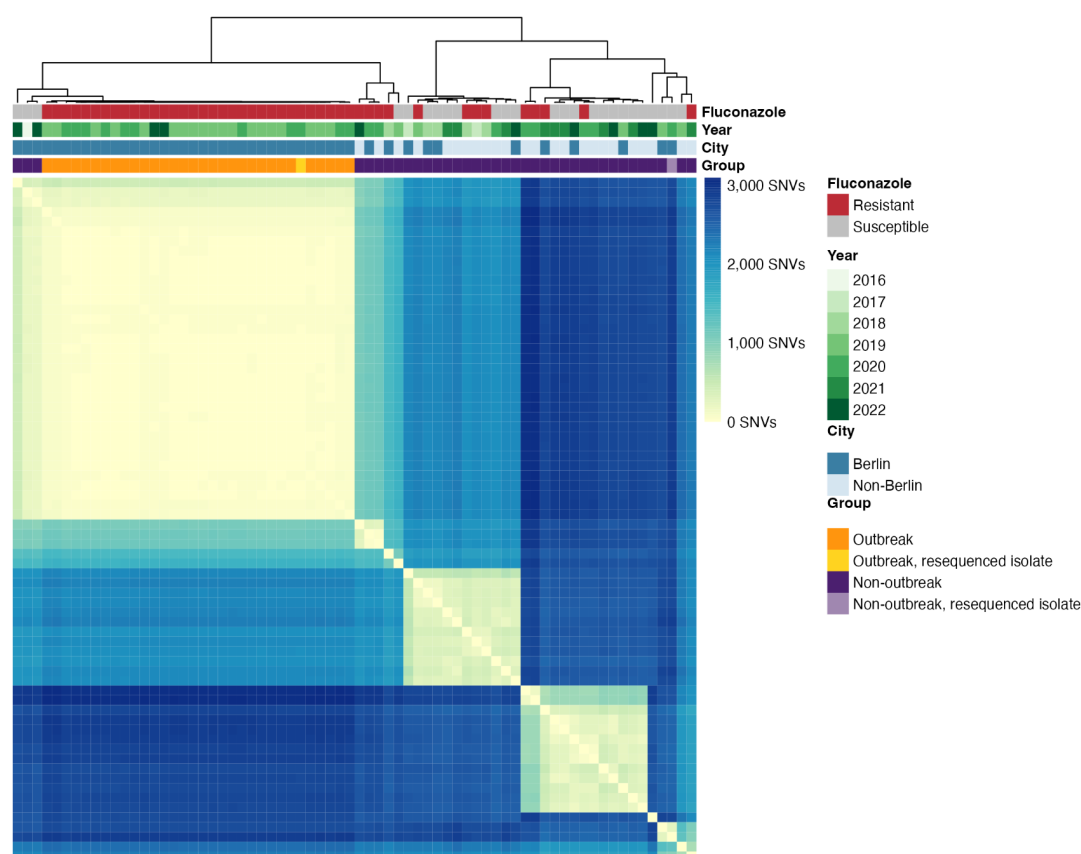 Fluconazole
Year
City
Group
3,000 SNVs
2,000 SNVs
1,000 SNVs
0 SNVs
Fluconazole
Resistant
Susceptible
Year
2016
2017
2018
2019
2020
2021
2022
City
Berlin
Non-Berlin
Group
Outbreak
Outbreak, resequenced isolate
Non-outbreak
Non-outbreak, resequenced isolate